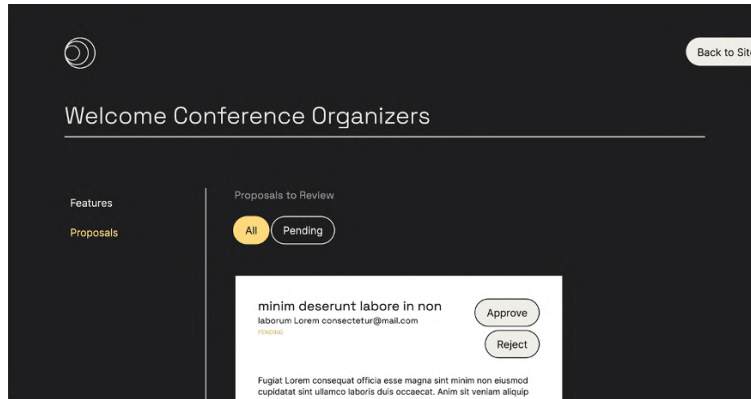 Back to Site
Welcome Conference Organizers
Features
Proposals
Proposals to Review
All
Pending
minim deserunt labore in non
laborum Lorem consectetur@mail.com
PENDING
Approve
Reject
Fugiat Lorem consequat officia esse magna sint minim non eiusmod
cupidatat sint ullamco laboris duis occaecat. Anim sit veniam aliquip